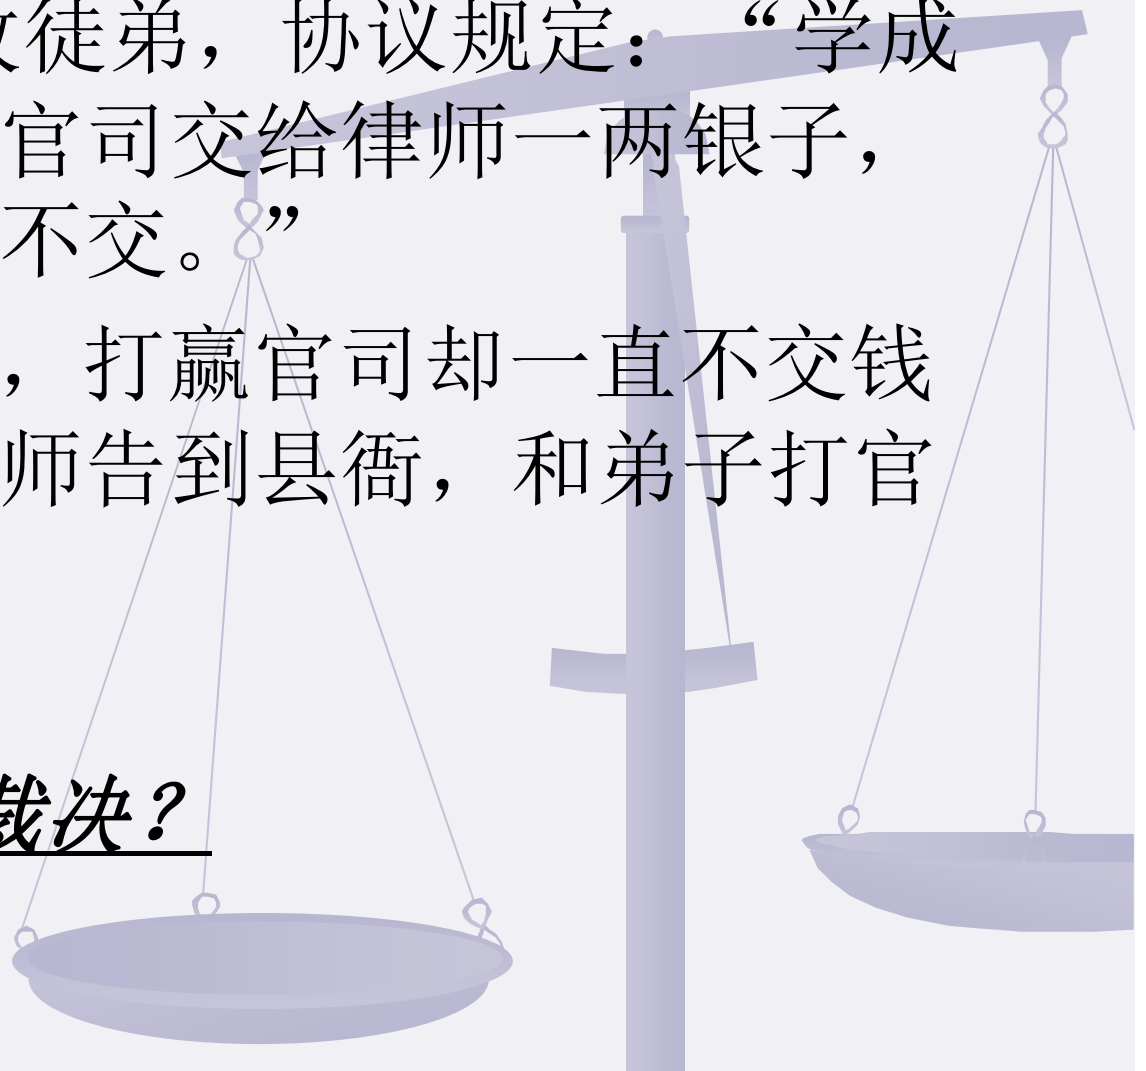 徒弟，协议规定：“学成
官司交给律师一两银子，
不交。”
，打赢官司却一直不交钱
师告到县衙，和弟子打官
裁决？